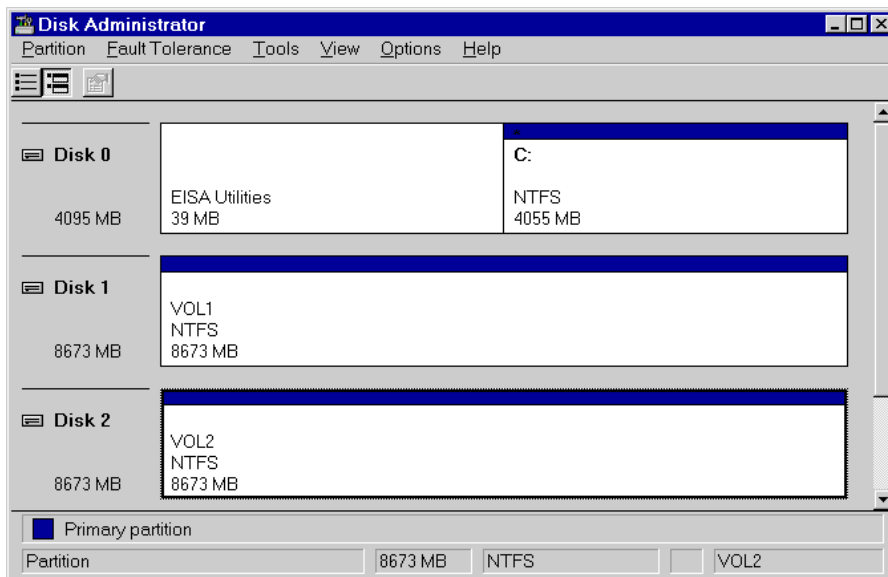 Disk Administrator
Partition Fault Tolerance Tools View Options Help
Disk 0
4095 MB
EISA Utilities
39 MB
C:
NTFS
4055 MB
Disk 1
8673 MB
VOL1
NTFS
8673 MB
Disk 2
8673 MB
VOL2
NTFS
8673 MB
Primary partition
Partition 8673 MB NTFS VOL2